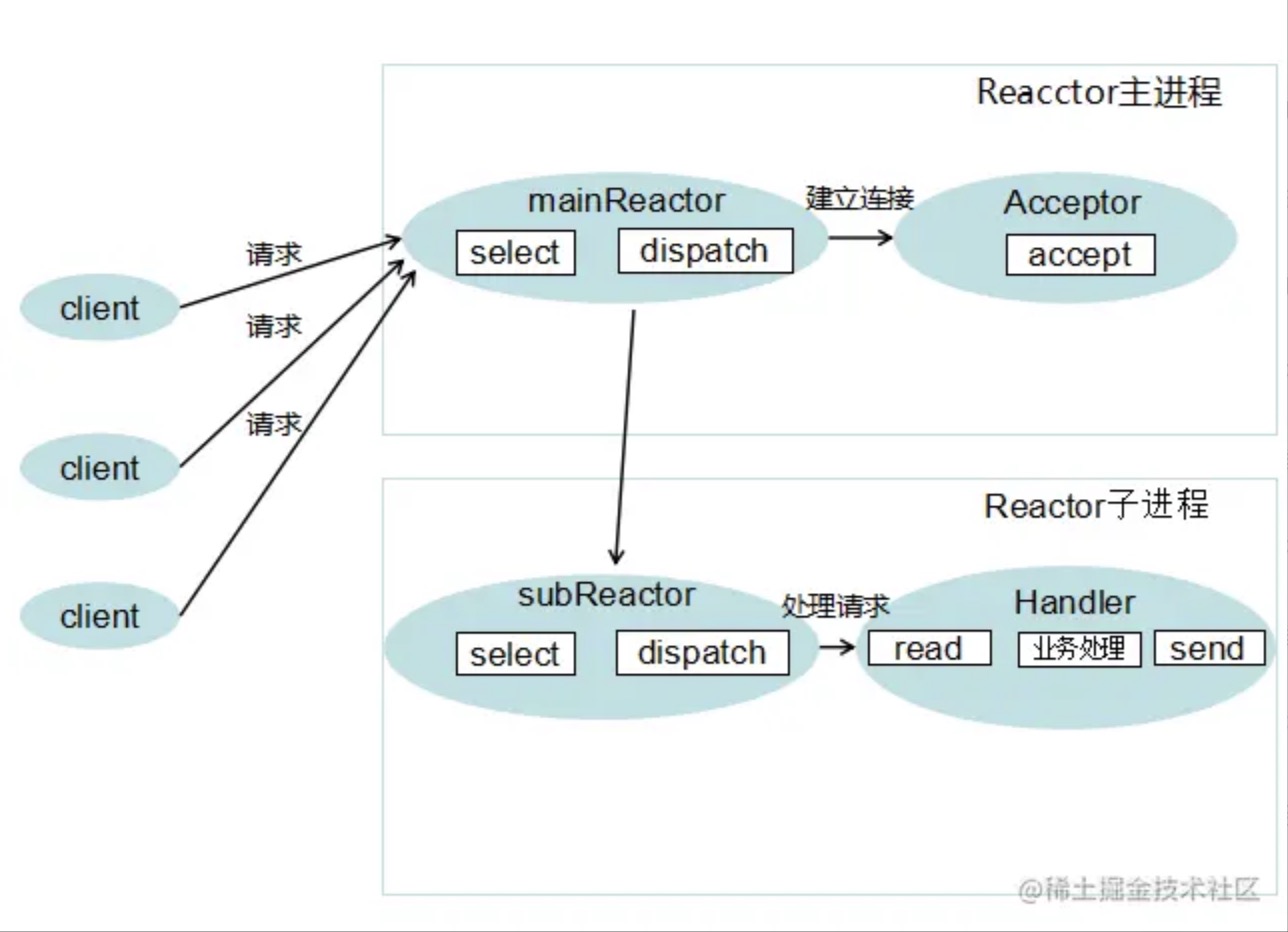 Reacctor主进程
mainReactor
select
dispatch
建立连接
Acceptor
accept
请求
client
请求
请求
client
client
Reactor子进程
subReactor
select
dispatch
处理请求
Handler
read
业务处理
send
@稀土掘金技术社区